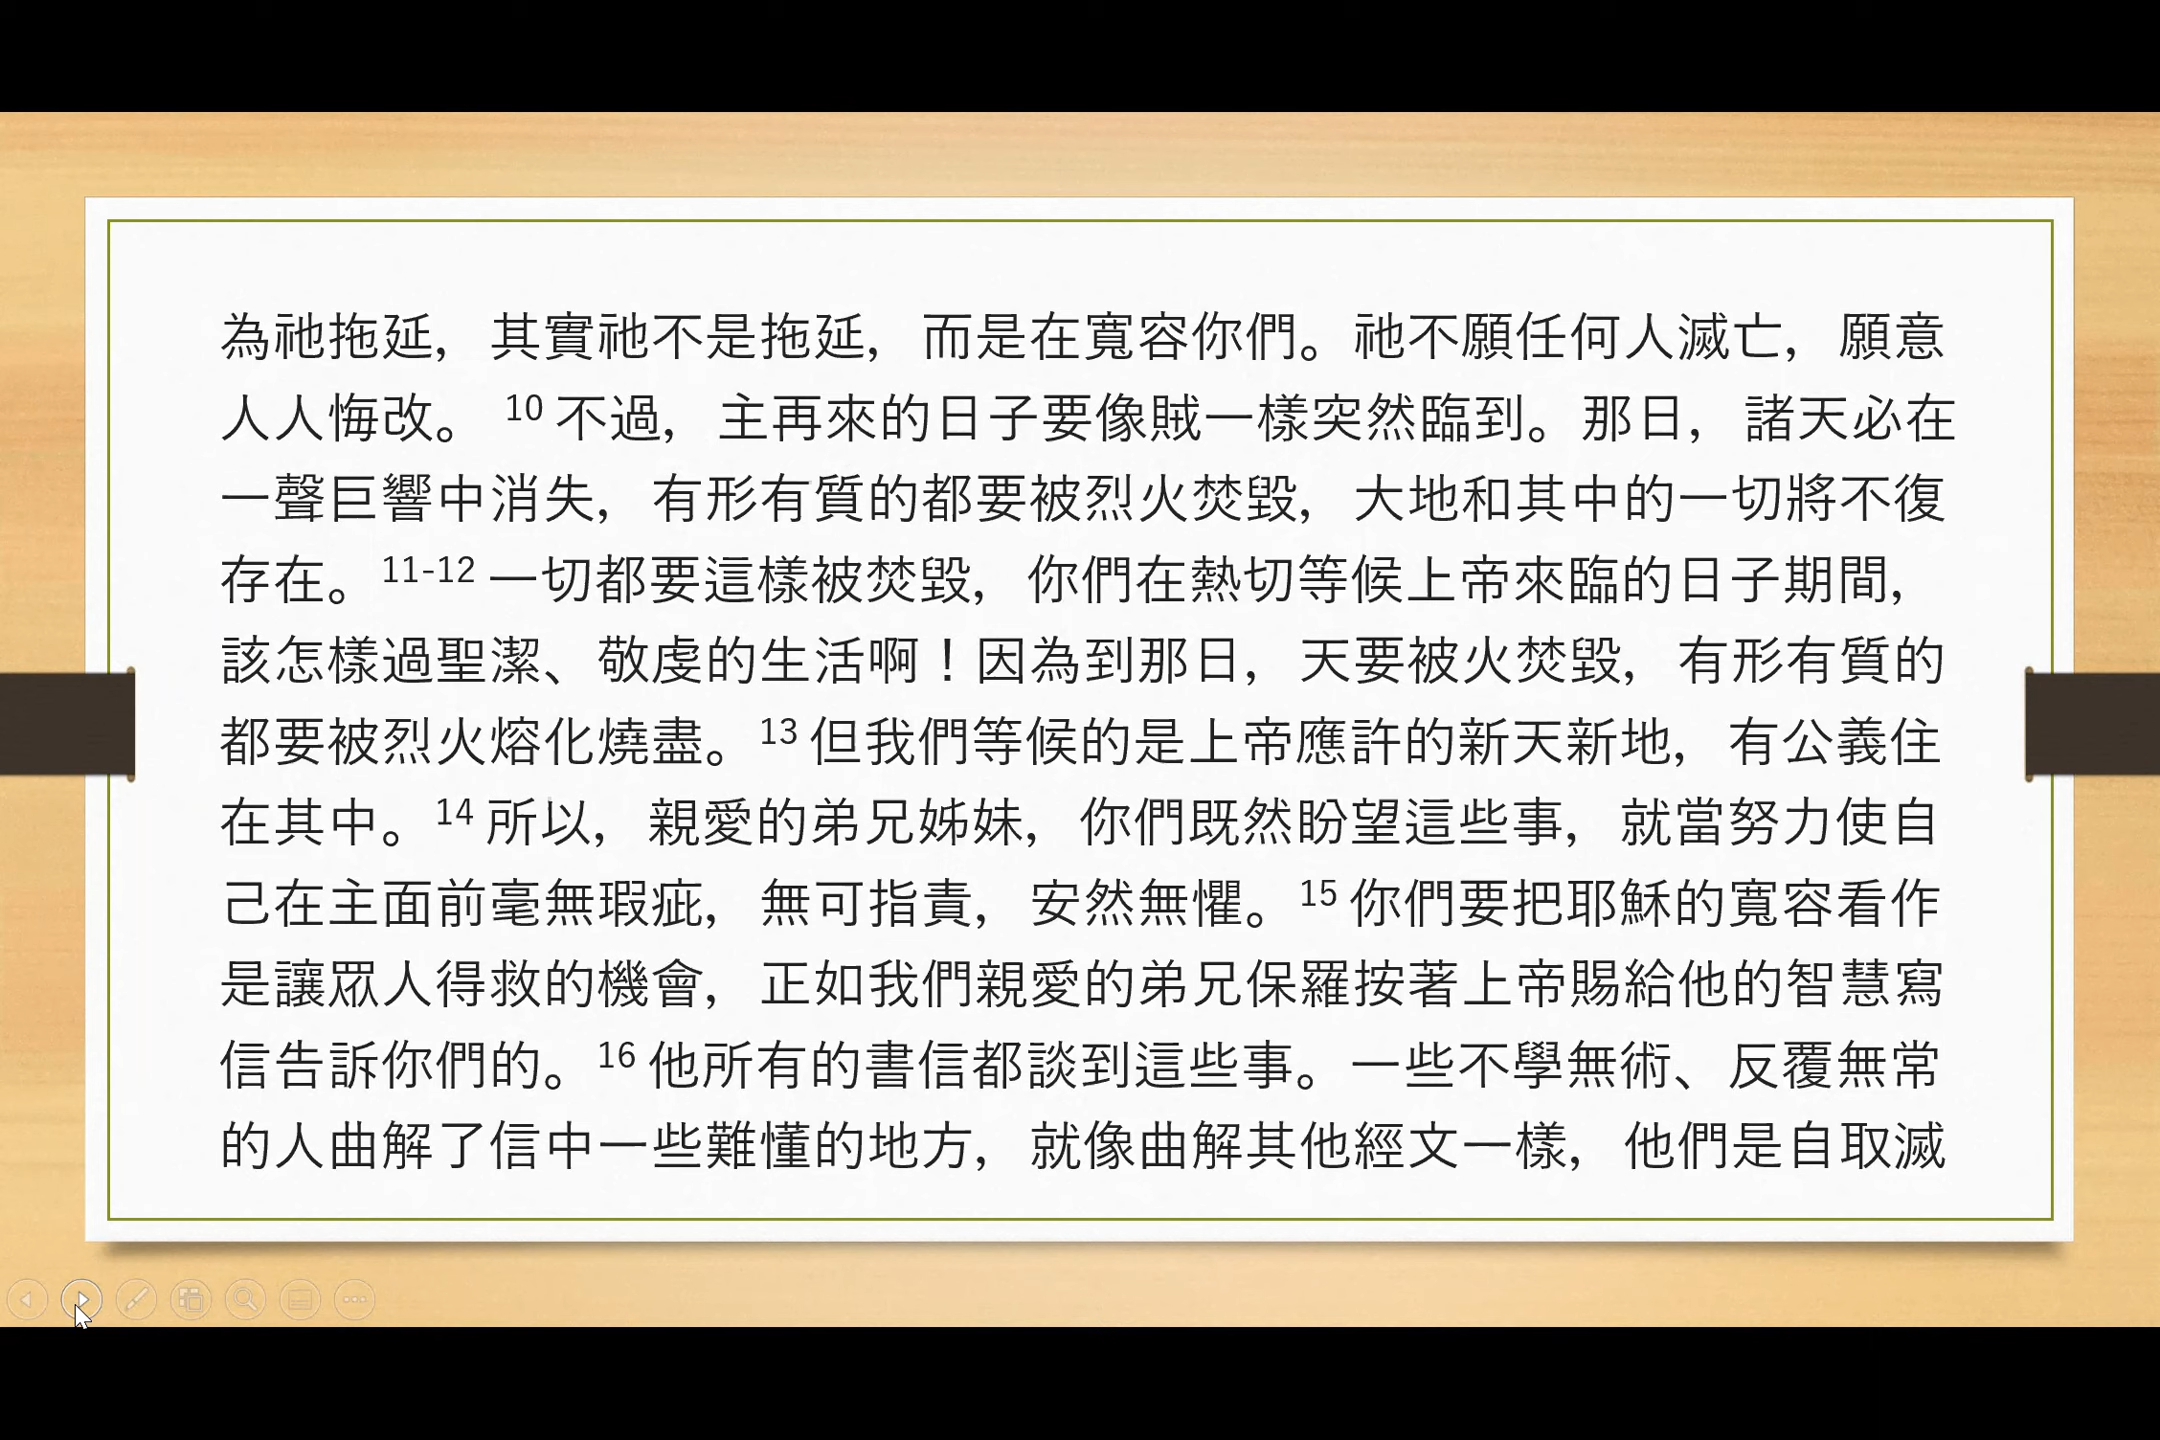 為祂拖延，其實祂不是拖延，而是在寬容你們。祂不願任何人滅亡，願意
人人悔改。 10 不過，主再來的日子要像賊一樣突然臨到。那日，諸天必在
一聲巨響中消失，有形有質的都要被烈火焚毀，大地和其中的一切將不復
存在。11-12 一切都要這樣被焚毀，你們在熱切等候上帝來臨的日子期間，
該怎樣過聖潔、敬虔的生活啊！因為到那日，天要被火焚毀，有形有質的
都要被烈火熔化燒盡。13 但我們等候的是上帝應許的新天新地，有公義住
在其中。14 所以，親愛的弟兄姊妹，你們既然盼望這些事，就當努力使自
己在主面前毫無瑕疵，無可指責，安然無懼。15 你們要把耶穌的寬容看作
是讓眾人得救的機會，正如我們親愛的弟兄保羅按著上帝賜給他的智慧寫
信告訴你們的。16 他所有的書信都談到這些事。一些不學無術、反覆無常
的人曲解了信中一些難懂的地方，就像曲解其他經文一樣，他們是自取滅